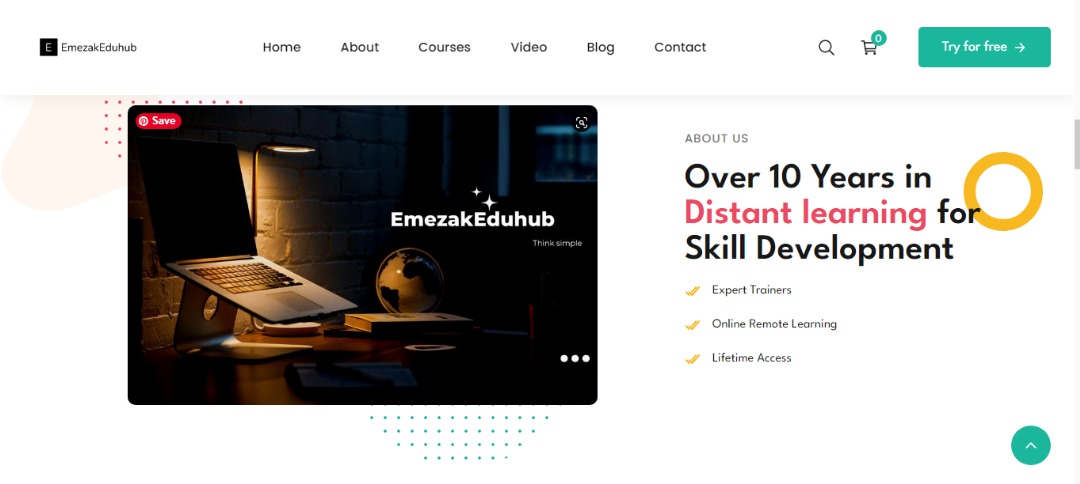 E EmezakEduhub
Home About Courses Video Blog Contact
0
Try for free →
Save
EmezakEduhub
Think simple
ABOUT US
Over 10 Years in
Distant learning for
Skill Development
Expert Trainers
Online Remote Learning
Lifetime Access